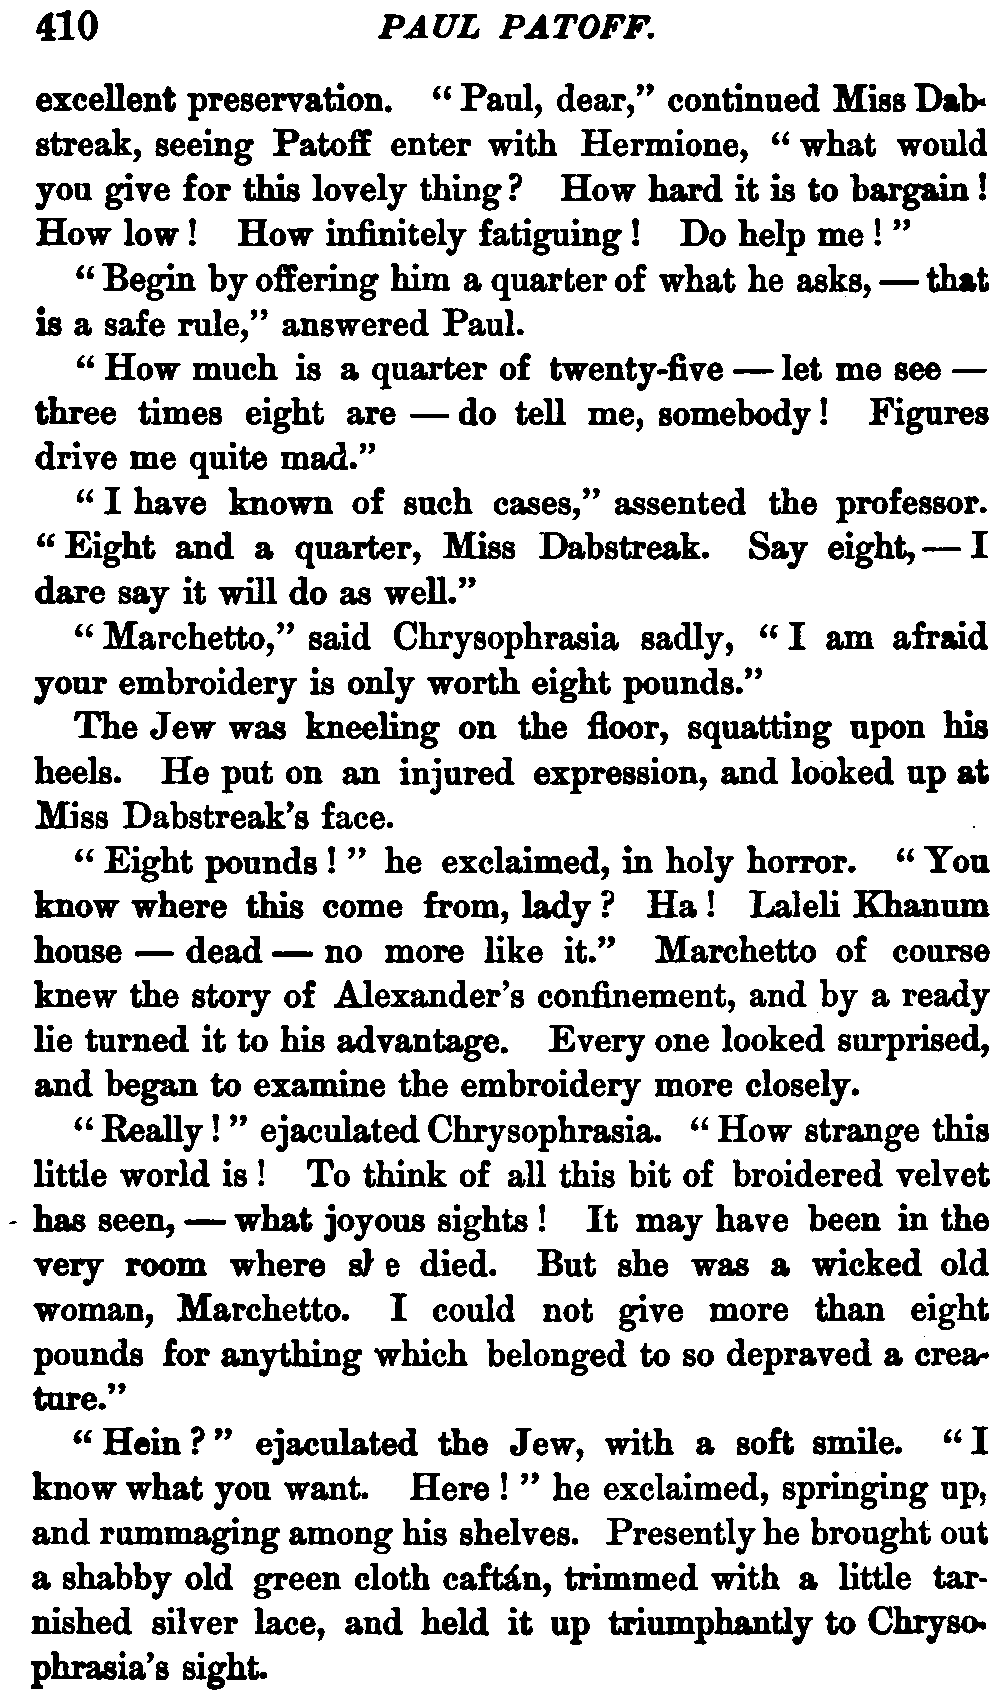 410 PAUL PATOFF.
excellent preservation. “Paul, dear,” continued Miss Dab-
streak, seeing Patoff enter with Hermione, “what would
you give for this lovely thing? How hard it is to bargain!
How low! How infinitely fatiguing! Do help me!”
“Begin by offering him a quarter of what he asks, — that
is a safe rule,” answered Paul.
“How much is a quarter of twenty-five — let me see —
three times eight are — do tell me, somebody! Figures
drive me quite mad.”
“I have known of such cases,” assented the professor.
“Eight and a quarter, Miss Dabstreak. Say eight, — I
dare say it will do as well.”
“Marchetto,” said Chrysophrasia sadly, “I am afraid
your embroidery is only worth eight pounds.”
The Jew was kneeling on the floor, squatting upon his
heels. He put on an injured expression, and looked up at
Miss Dabstreak's face.
“Eight pounds!” he exclaimed, in holy horror. “You
know where this come from, lady? Ha! Laleli Khanum
house — dead — no more like it.” Marchetto of course
knew the story of Alexander's confinement, and by a ready
lie turned it to his advantage. Every one looked surprised,
and began to examine the embroidery more closely.
“Really!” ejaculated Chrysophrasia. “How strange this
little world is! To think of all this bit of broidered velvet
has seen, — what joyous sights! It may have been in the
very room where she died. But she was a wicked old
woman, Marchetto. I could not give more than eight
pounds for anything which belonged to so depraved a crea-
ture.”
“Hein?” ejaculated the Jew, with a soft smile. “I
know what you want. Here!” he exclaimed, springing up,
and rummaging among his shelves. Presently he brought out
a shabby old green cloth caftán, trimmed with a little tar-
nished silver lace, and held it up triumphantly to Chryso-
phrasia's sight.